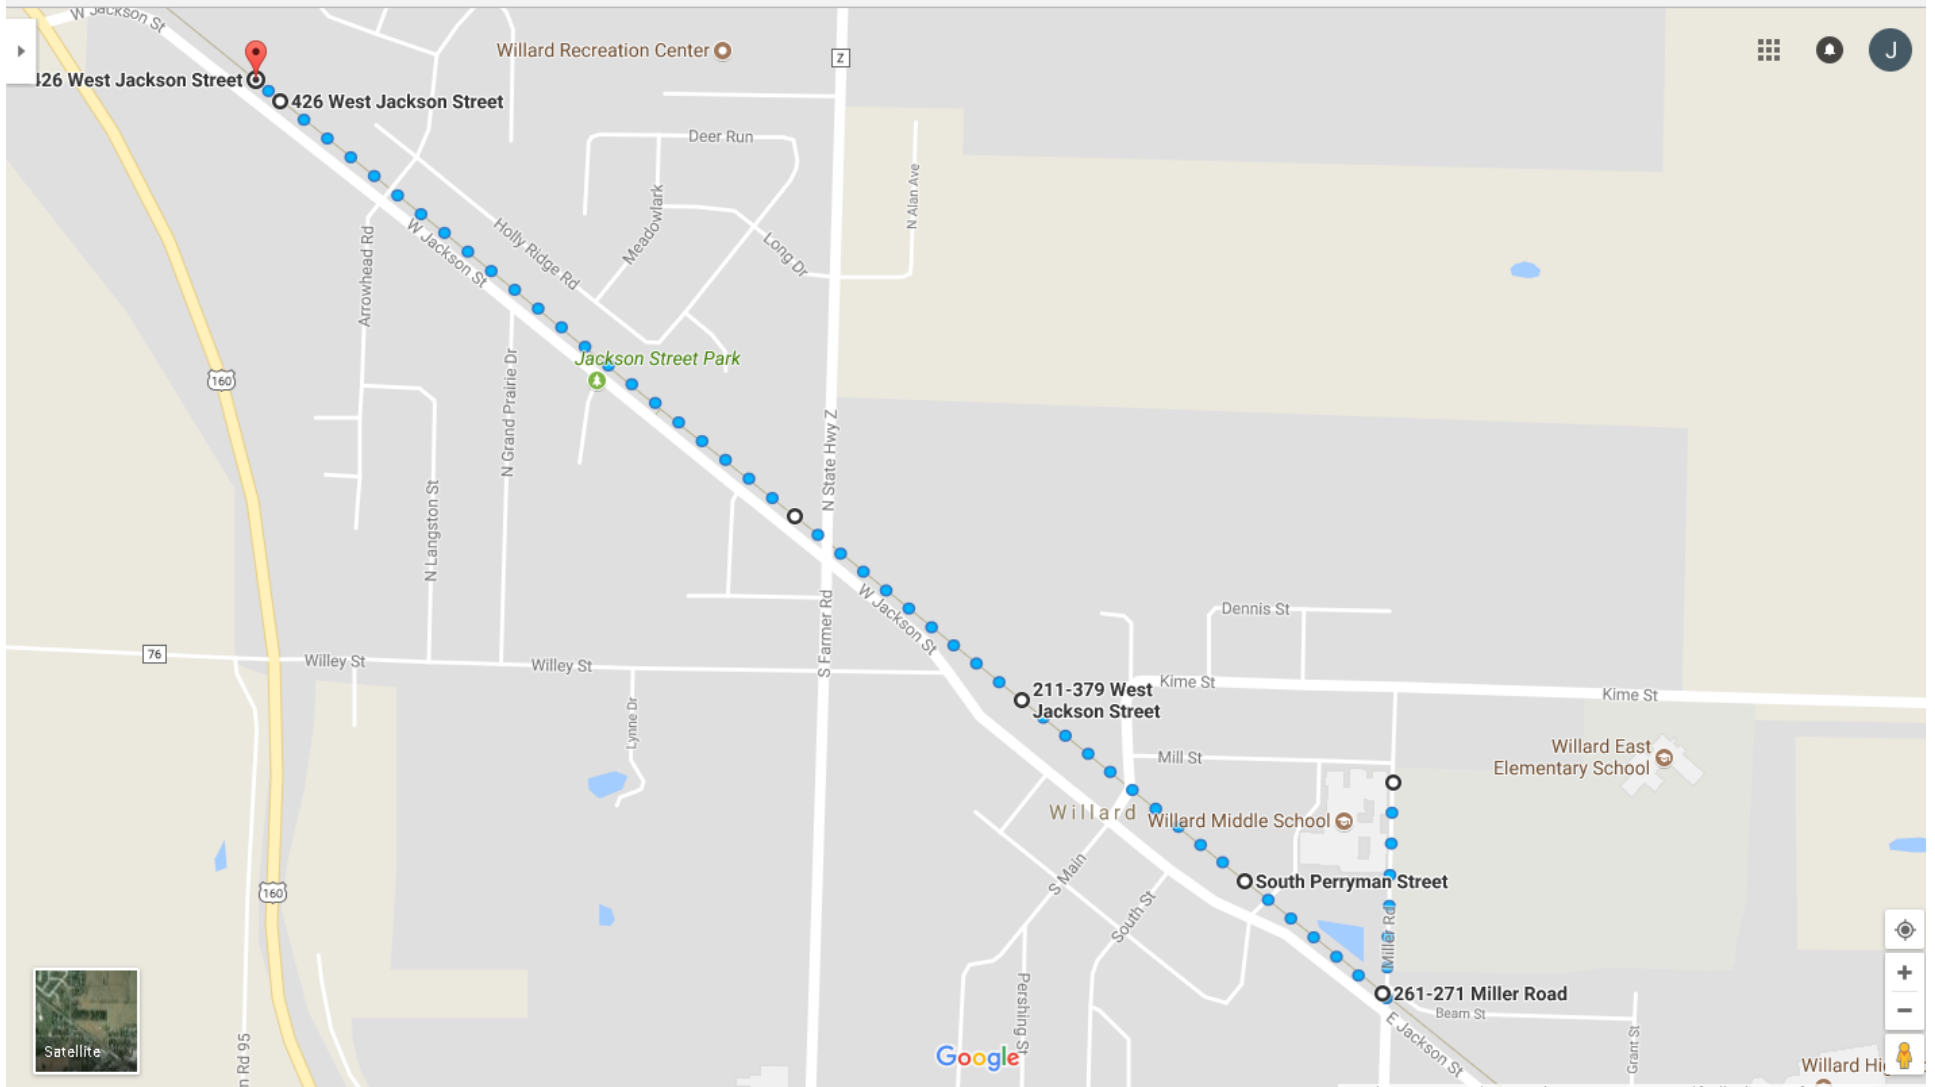 W Jackson St
Willard Recreation Center
Z
J
426 West Jackson Street
426 West Jackson Street
Deer Run
N Alan Ave
Meadowlark
Holly Ridge Rd
Long Dr
Arrowhead Rd
W Jackson St
Jackson Street Park
160
N Grand Prairie Dr
N State Hwy Z
N Langston St
W Jackson St
S Farmer Rd
Dennis St
76
Willey St
Willey St
Kime St
Kime St
211-379 West
Jackson Street
Lynne Dr
Mill St
Willard East
Elementary School
Willard
Willard Middle School
160
S Main
South Perryman Street
South St
Miller Rd
261-271 Miller Road
Beam St
Pershing St
E Jackson St
Grant St
n Rd 95
Satellite
Google
Willard Hi